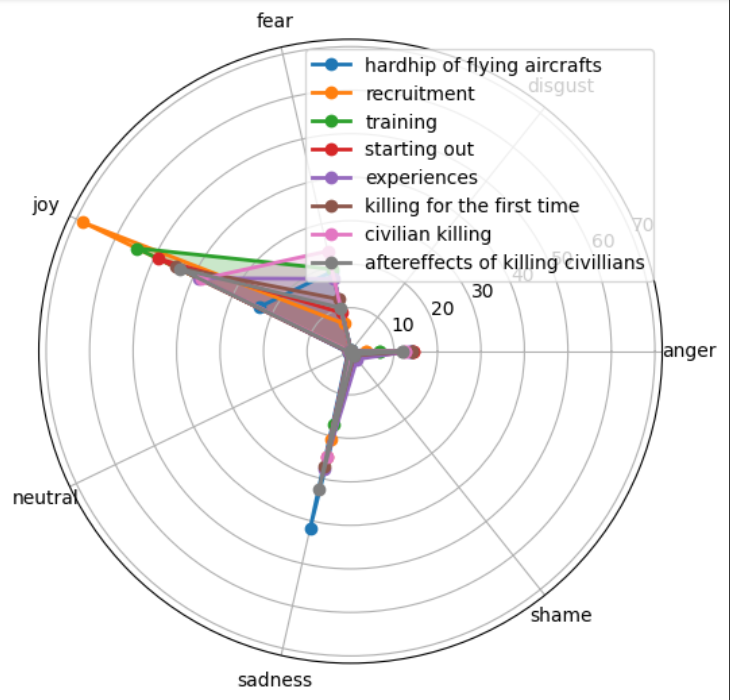 fear
hardhip of flying aircrafts
disgust
recruitment
training
starting out
experiences
joy
killing for the first time
70
civilian killing
60
50
aftereffects of killing civillians
40
30
20
10
anger
neutral
shame
sadness